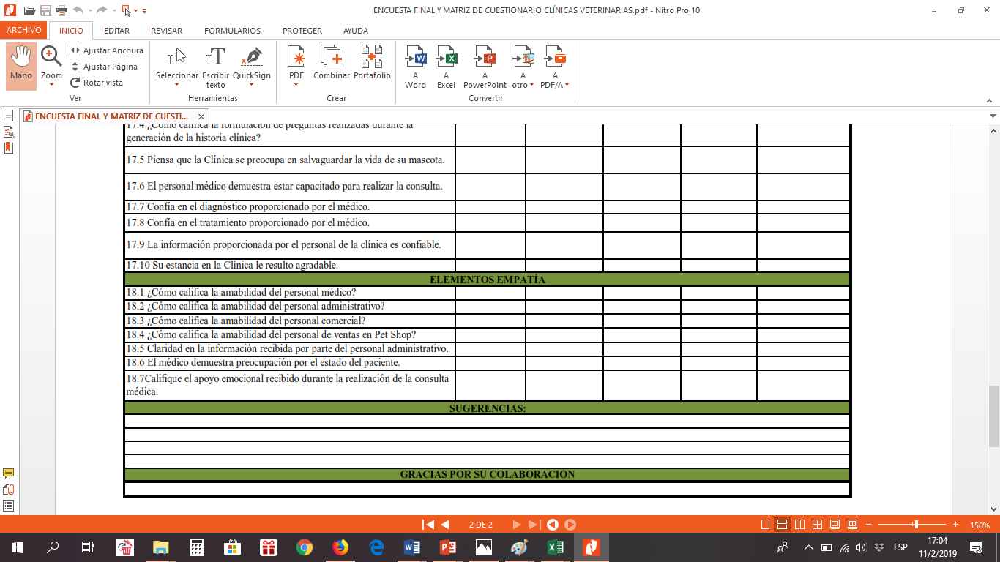 ENCUESTA FINAL Y MATRIZ DE CUESTIONARIO CLÍNICAS VETERINARIAS.pdf - Nitro Pro 10
ARCHIVO INICIO EDITAR REVISAR FORMULARIOS PROTEGER AYUDA
Mano
Zoom
Ajustar Anchura
Ajustar Página
Rotar vista
Ver
Seleccionar
Escribir
texto
QuickSign
Herramientas
PDF
Combinar
Portafolio
Crear
A
Word
A
Excel
A
PowerPoint
A
otro
A
PDF/A
Convertir
ENCUESTA FINAL Y MATRIZ DE CUESTI...
17.4 ¿Cómo califica la formulación de preguntas realizadas durante la
generación de la historia clínica?
17.5 Piensa que la Clínica se preocupa en salvaguardar la vida de su mascota.
17.6 El personal médico demuestra estar capacitado para realizar la consulta.
17.7 Confía en el diagnóstico proporcionado por el médico.
17.8 Confía en el tratamiento proporcionado por el médico.
17.9 La información proporcionada por el personal de la clínica es confiable.
17.10 Su estancia en la Clínica le resulto agradable.
ELEMENTOS EMPATÍA
18.1 ¿Cómo califica la amabilidad del personal médico?
18.2 ¿Cómo califica la amabilidad del personal administrativo?
18.3 ¿Cómo califica la amabilidad del personal comercial?
18.4 ¿Cómo califica la amabilidad del personal de ventas en Pet Shop?
18.5 Claridad en la información recibida por parte del personal administrativo.
18.6 El médico demuestra preocupación por el estado del paciente.
18.7Califique el apoyo emocional recibido durante la realización de la consulta
médica.
SUGERENCIAS:
GRACIAS POR SU COLABORACIÓN
2 DE 2
150%
ESP
17:04
11/2/2019